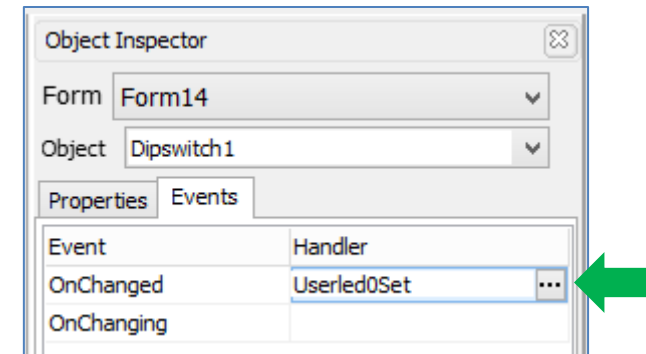 Object Inspector
Form Form14
Object Dipswitch1
Properties Events
Event Handler
OnChanged Userled0Set ...
OnChanging